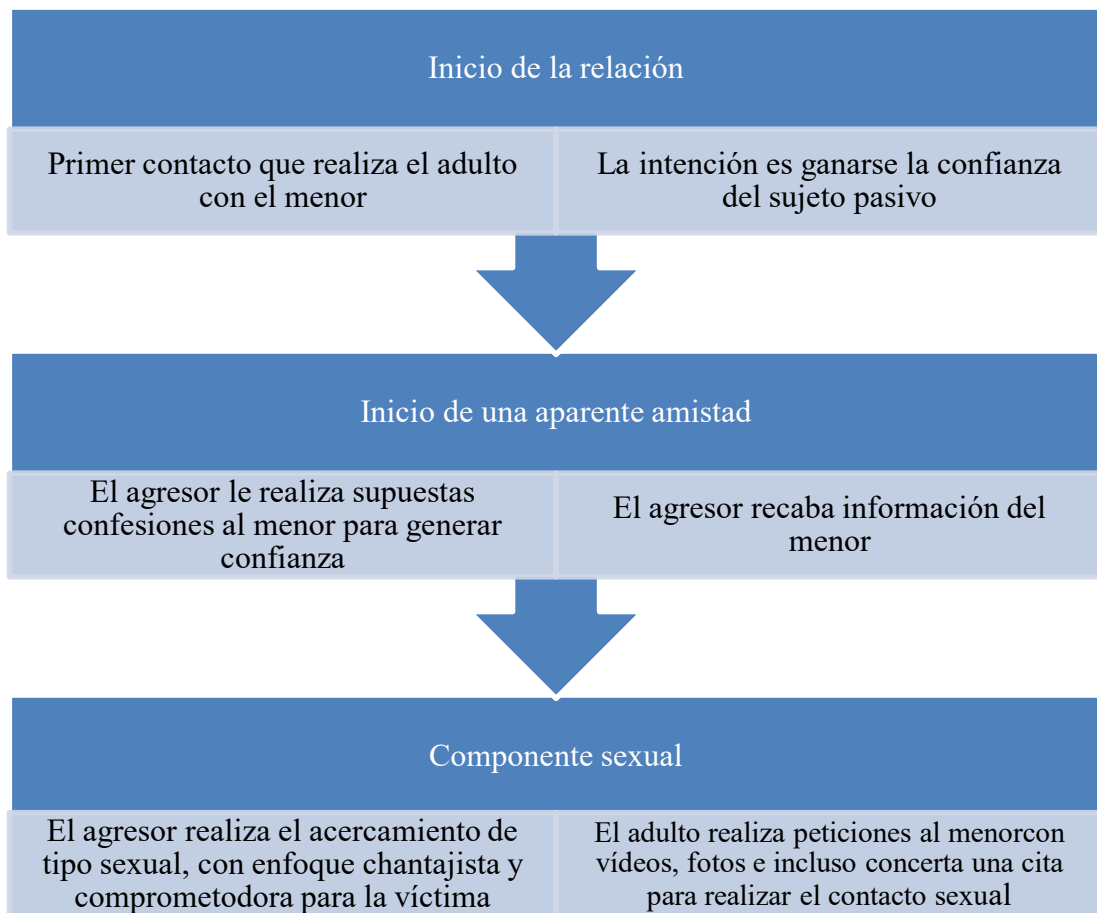 Inicio de la relación
Primer contacto que realiza el adulto
con el menor
La intención es ganarse la confianza
del sujeto pasivo
Inicio de una aparente amistad
El agresor le realiza supuestas
confesiones al menor para generar
confianza
El agresor recaba información del
menor
Componente sexual
El agresor realiza el acercamiento de
tipo sexual, con enfoque chantajista y
comprometodora para la víctima
El adulto realiza peticiones al menorcon
vídeos, fotos e incluso concerta una cita
para realizar el contacto sexual